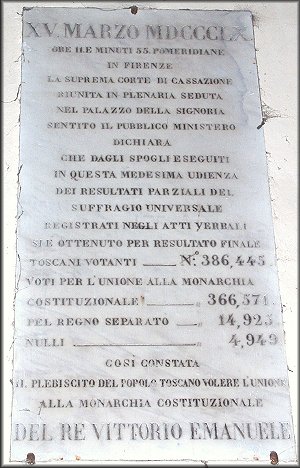 XV. MARZO MDCCCLX.
ORE 11. E MINUTI 55. POMERIDIANE
IN FIRENZE
LA SUPREMA CORTE DI CASSAZIONE
RIUNITA IN PLENARIA SEDUTA
NEL PALAZZO DELLA SIGNORIA
SENTITO IL PUBBLICO MINISTERO
DICHIARA
CHE DAGLI SPOGLI ESEGUITI
IN QUESTA MEDESIMA UDIENZA
DEI RESULTATI PARZIALI DEL
SUFFRAGIO UNIVERSALE
REGISTRATI NEGLI ATTI VERBALI
SI È OTTENUTO PER RESULTATO FINALE
TOSCANI VOTANTI ——— N.º 386,445.
VOTI PER L'UNIONE ALLA MONARCHIA
COSTITUZIONALE ——— „ 366,571.
PEL REGNO SEPARATO ——— „ 14,925
NULLI ——— „ 4,949
COSÌ CONSTATA
IL PLEBISCITO DEL POPOLO TOSCANO VOLERE L'UNIONE
ALLA MONARCHIA COSTITUZIONALE
DEL RE VITTORIO EMANUELE